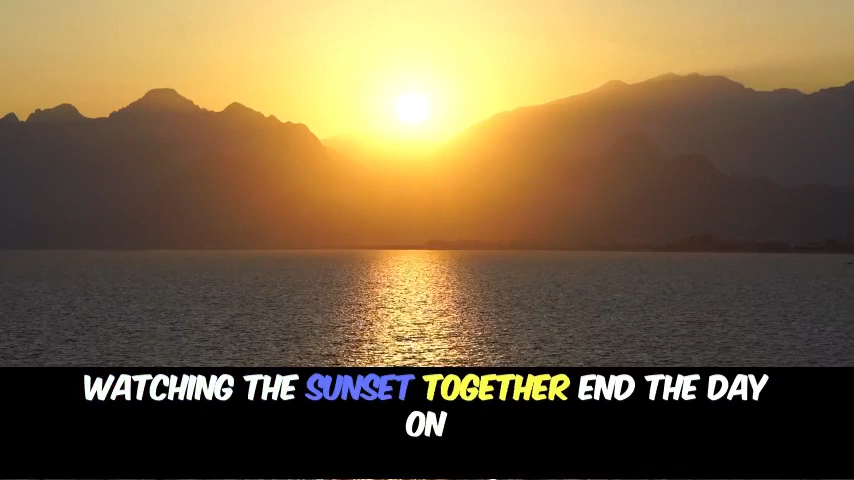 WATCHING THE SUNSET TOGETHER END THE DAY
ON